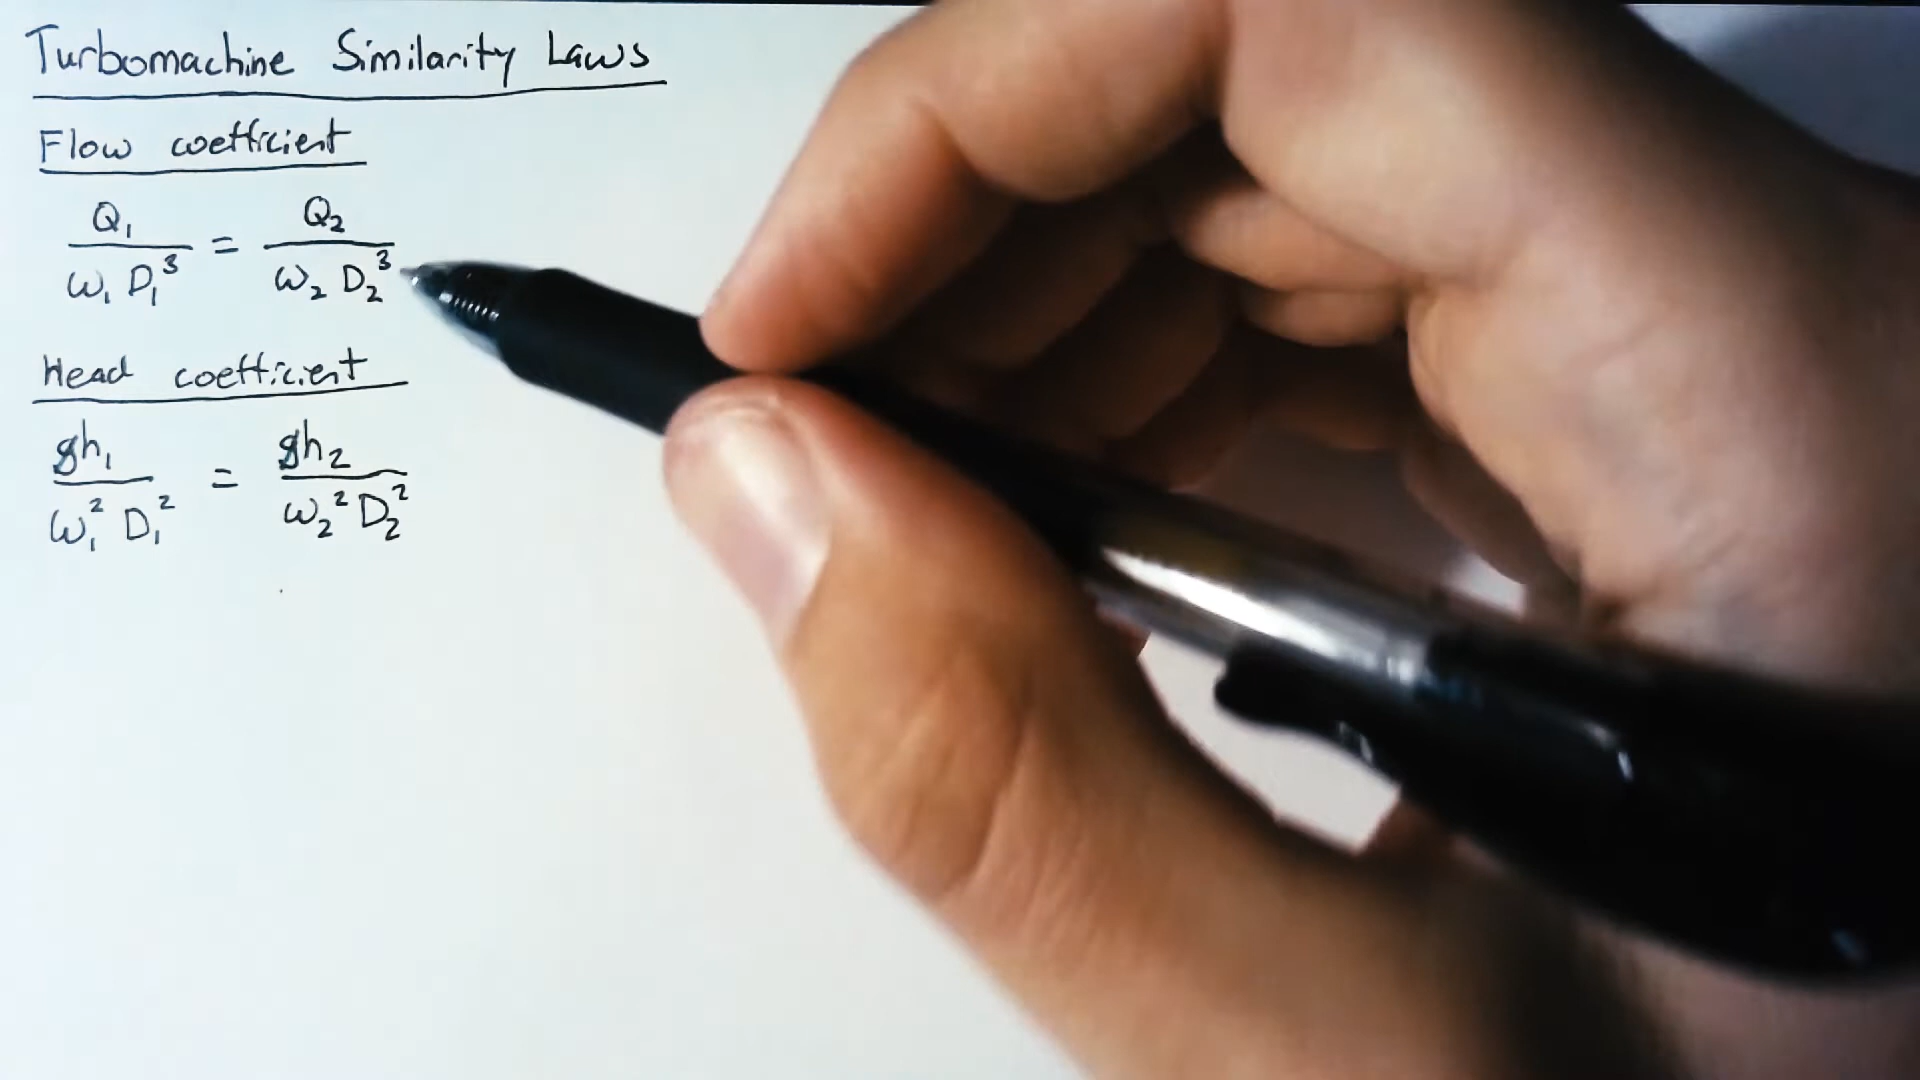 Turbomachine Similarity Laws
Flow coefficient
Q₁ / ω₁ D₁³ = Q₂ / ω₂ D₂³
Head coefficient
gh₁ / ω₁² D₁² = gh₂ / ω₂² D₂²